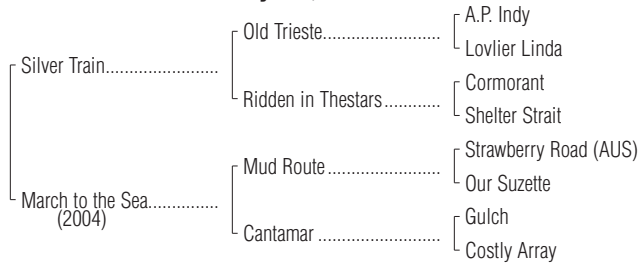 A.P. Indy
Old Trieste........................
Lovlier Linda
Silver Train.......................
Cormorant
Ridden in Thestars...........
Shelter Strait
Strawberry Road (AUS)
Mud Route.......................
Our Suzette
March to the Sea..............
(2004)
Gulch
Cantamar.........................
Costly Array